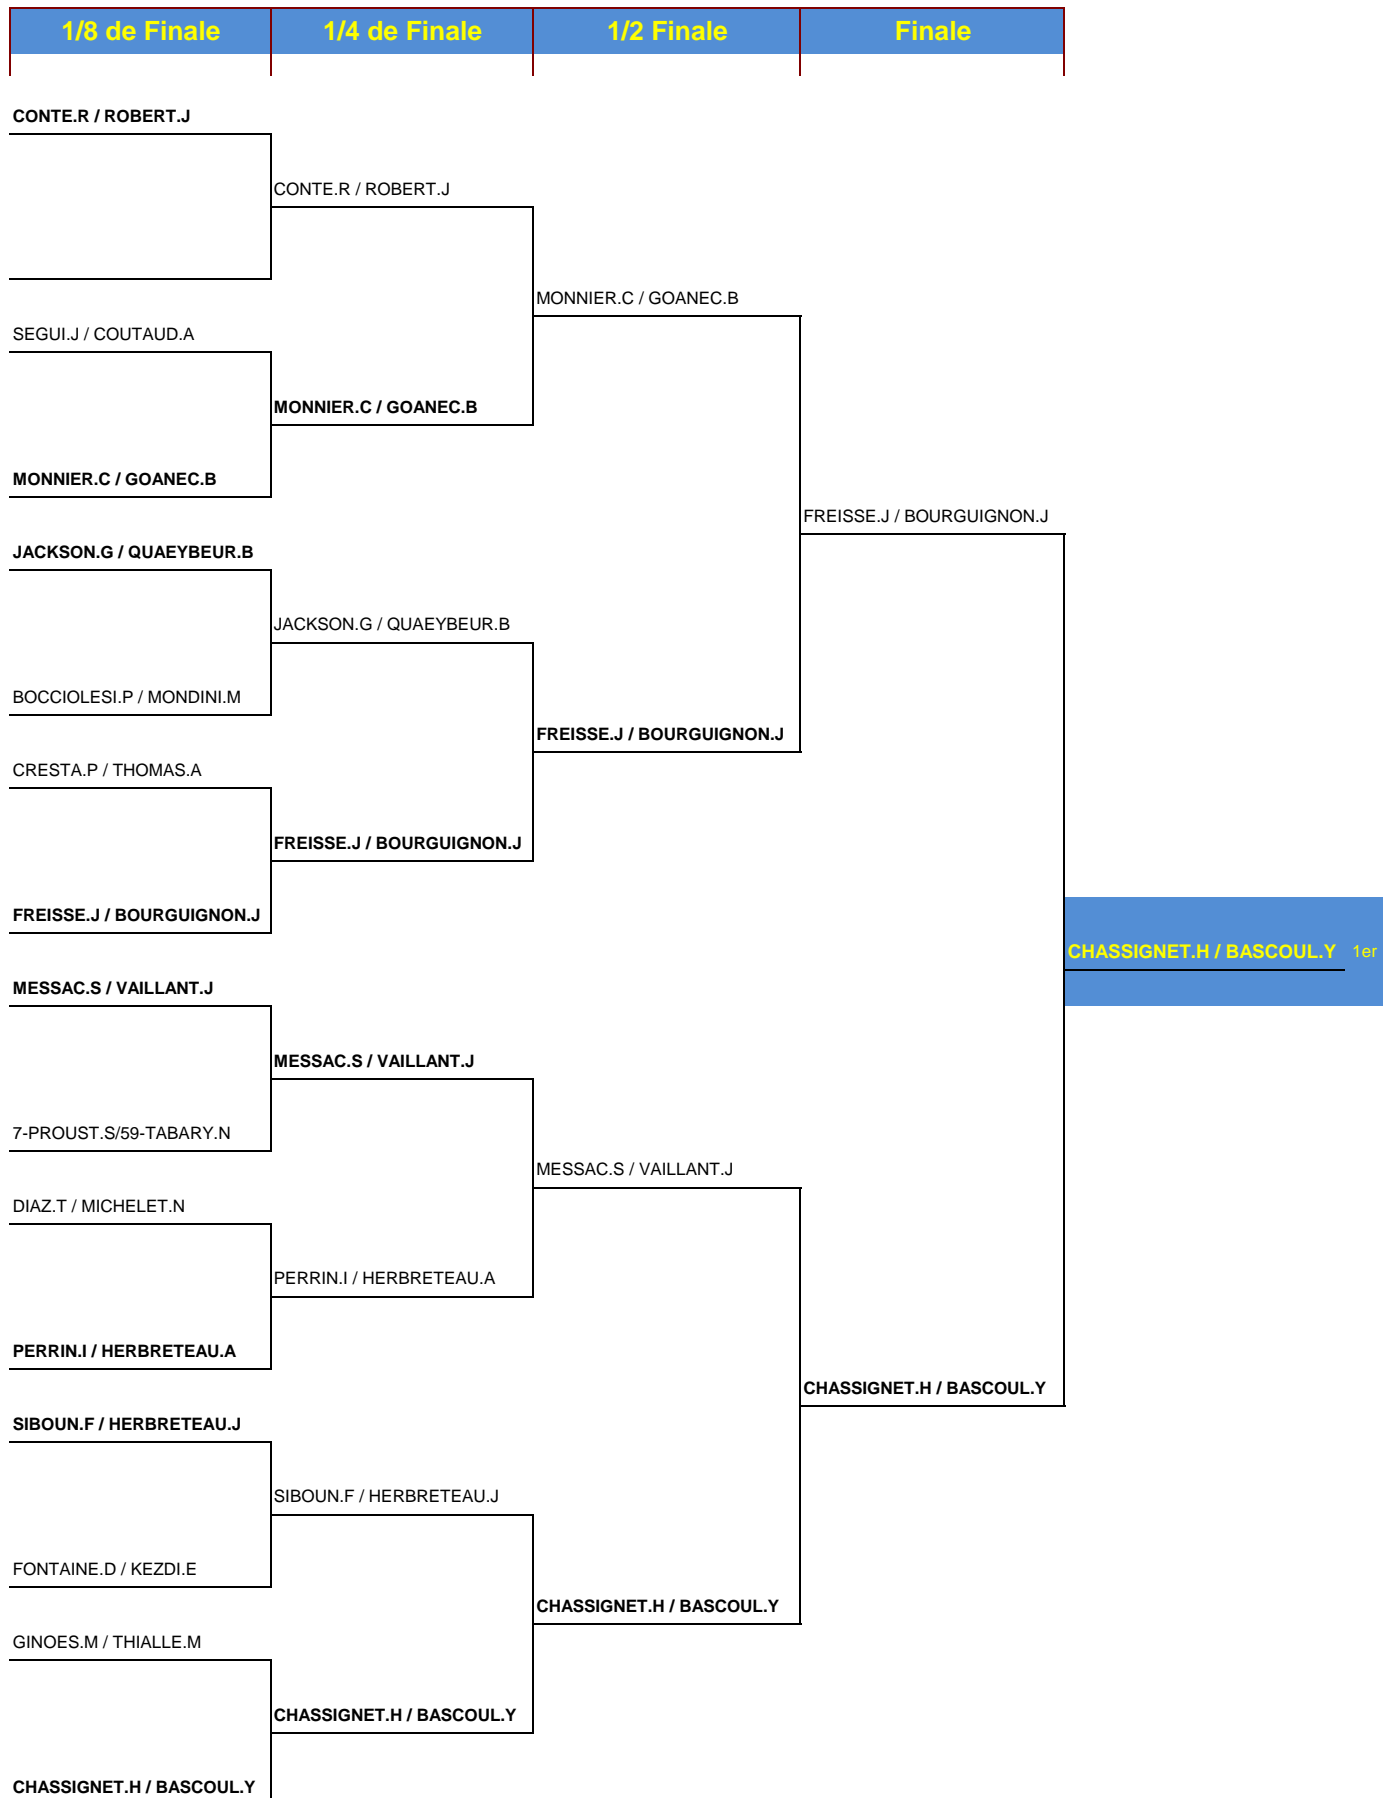 1/8 de Finale 1/4 de Finale 1/2 Finale Finale
CONTE.R / ROBERT.J
CONTE.R / ROBERT.J
MONNIER.C / GOANEC.B
SEGUI.J / COUTAUD.A
MONNIER.C / GOANEC.B
MONNIER.C / GOANEC.B
FREISSE.J / BOURGUIGNON.J
JACKSON.G / QUAEYBEUR.B
JACKSON.G / QUAEYBEUR.B
BOCCIOLESI.P / MONDINI.M
FREISSE.J / BOURGUIGNON.J
CRESTA.P / THOMAS.A
FREISSE.J / BOURGUIGNON.J
FREISSE.J / BOURGUIGNON.J
CHASSIGNET.H / BASCOUL.Y 1er
MESSAC.S / VAILLANT.J
MESSAC.S / VAILLANT.J
7-PROUST.S/59-TABARY.N
MESSAC.S / VAILLANT.J
DIAZ.T / MICHELET.N
PERRIN.I / HERBRETEAU.A
PERRIN.I / HERBRETEAU.A
CHASSIGNET.H / BASCOUL.Y
SIBOUN.F / HERBRETEAU.J
SIBOUN.F / HERBRETEAU.J
FONTAINE.D / KEZDI.E
CHASSIGNET.H / BASCOUL.Y
GINOES.M / THIALLE.M
CHASSIGNET.H / BASCOUL.Y
CHASSIGNET.H / BASCOUL.Y